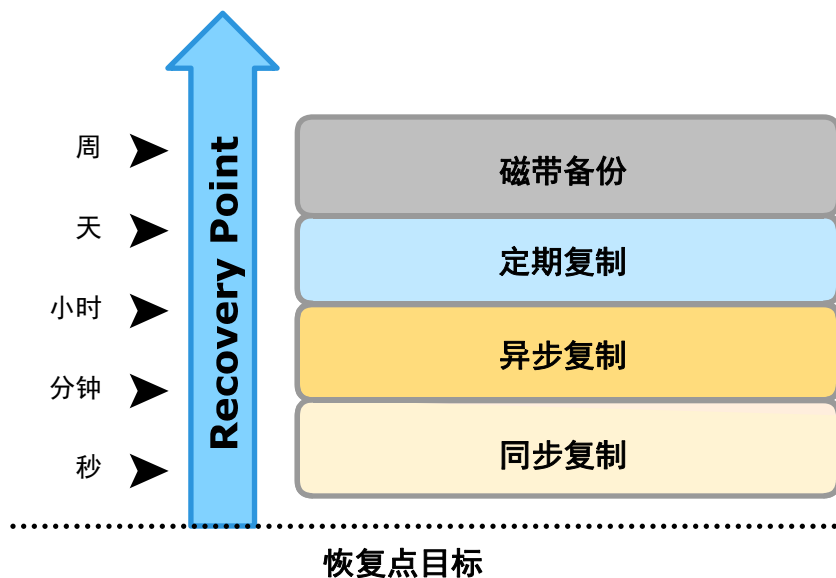 周
天
小时
分钟
秒
Recovery Point
磁带备份
定期复制
异步复制
同步复制
恢复点目标